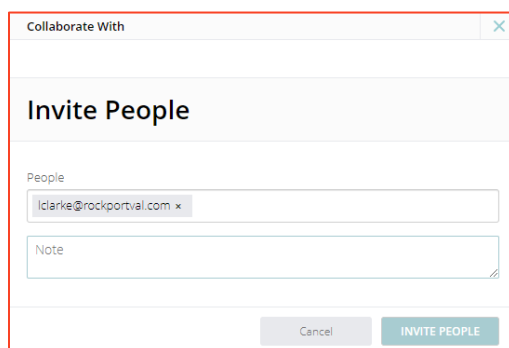 Collaborate With
Invite People
People
lclarke@rockportval.com ×
Note
Cancel
INVITE PEOPLE